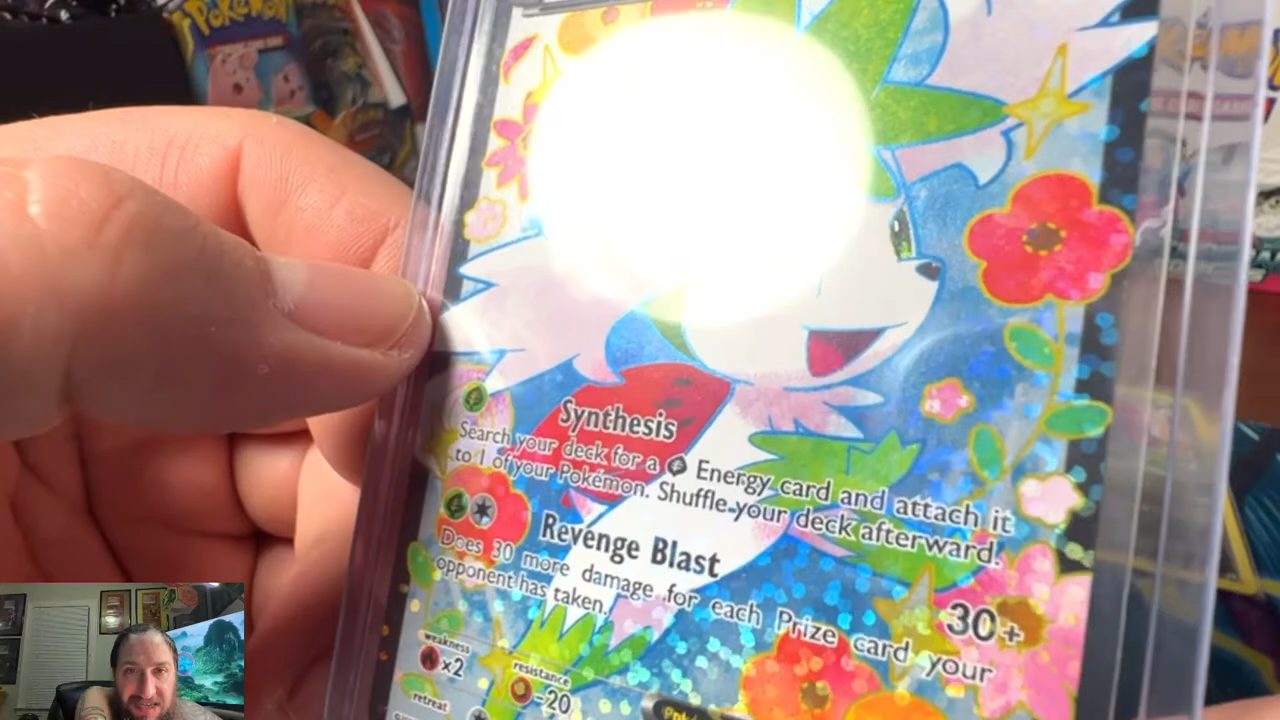 Pokémon
Synthesis
Search your deck for a Energy card and attach it
to 1 of your Pokémon. Shuffle your deck afterward.
Revenge Blast
30+
Does 30 more damage for each Prize card your
opponent has taken.
weakness
x2
resistance
-20
retreat